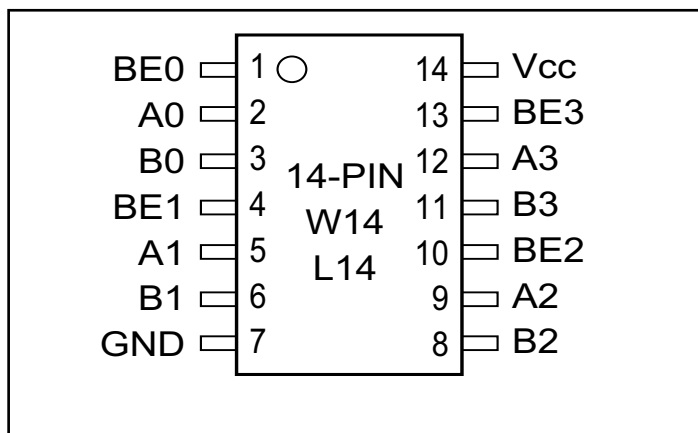 BE0 1 14 Vcc
A0 2 13 BE3
B0 3 12 A3
14-PIN
BE1 4 11 B3
W14
A1 5 10 BE2
L14
B1 6 9 A2
GND 7 8 B2